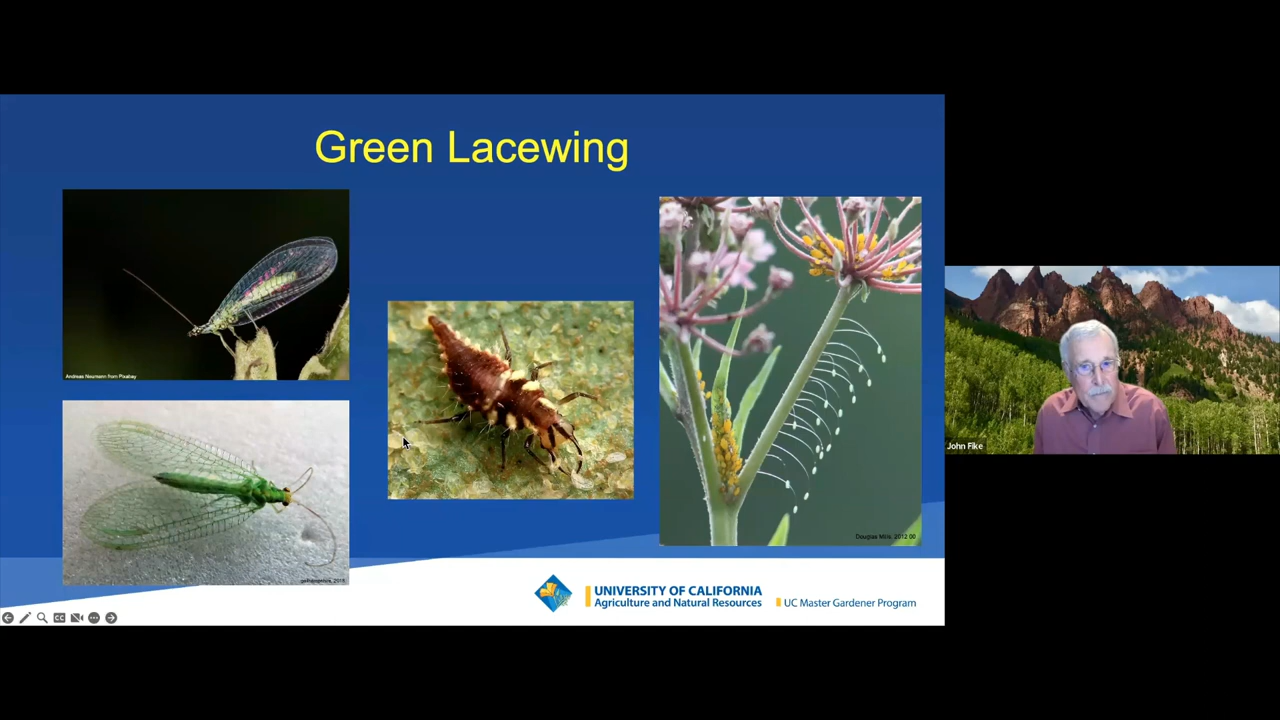 Green Lacewing
Andreas Neumann from Pixabay
Douglas Mills, 2012 00
John Fike
UNIVERSITY OF CALIFORNIA
Agriculture and Natural Resources
UC Master Gardener Program
CC